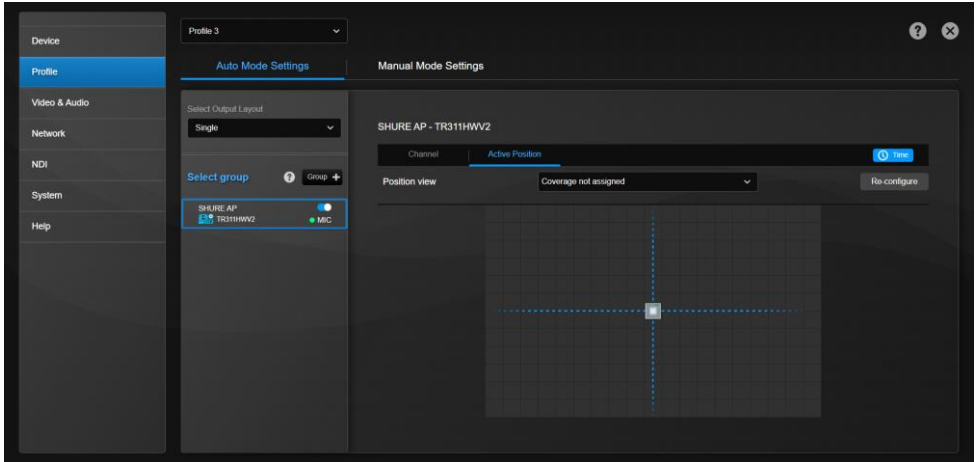 Device
Profile
Video & Audio
Network
NDI
System
Help
Profile 3
Auto Mode Settings
Manual Mode Settings
Select Output Layout
Single
Select group
?
Group +
SHURE AP
TR311HWV2
MIC
SHURE AP - TR311HWV2
Channel
Active Position
Time
Position view
Coverage not assigned
Re-configure
?